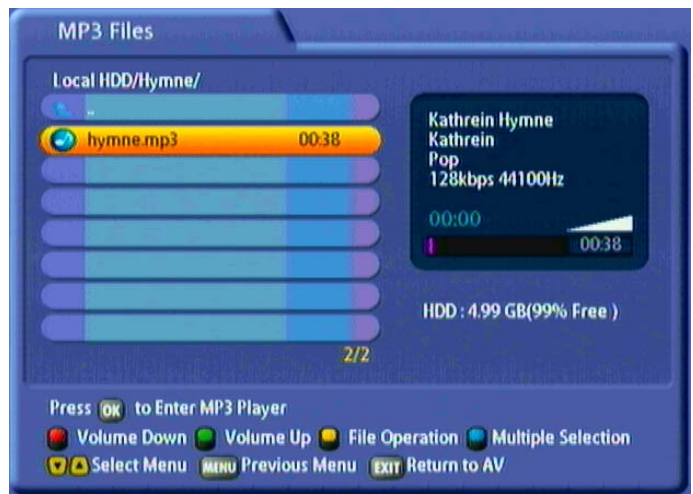 MP3 Files
Local HDD/Hymne/
..
hymne.mp3 00:38
Kathrein Hymne
Kathrein
Pop
128kbps 44100Hz
00:00
00:38
HDD : 4.99 GB(99% Free )
2/2
Press OK to Enter MP3 Player
Volume Down Volume Up File Operation Multiple Selection
Select Menu MENU Previous Menu EXIT Return to AV